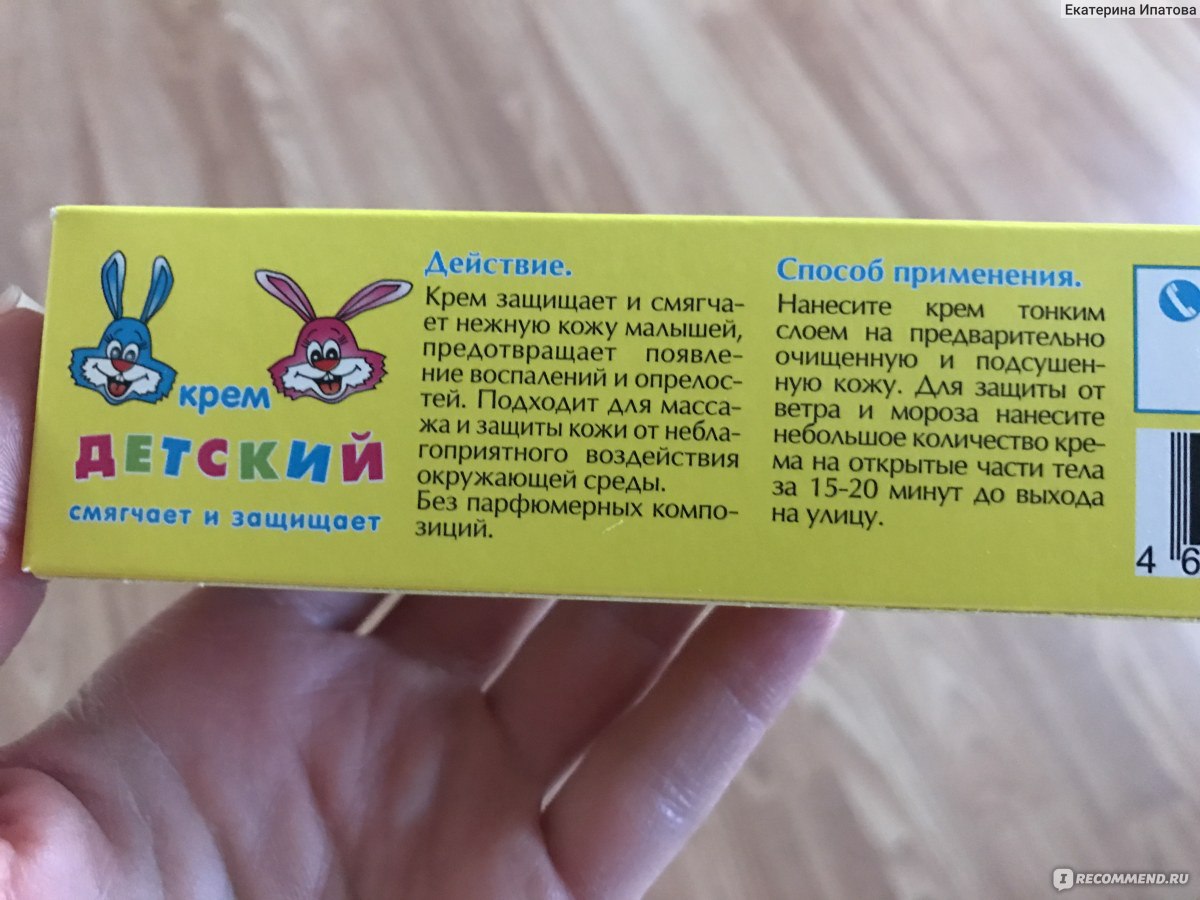 Екатерина Ипатова
крем
ДЕТСКИЙ
смягчает и защищает
Действие.
Крем защищает и смягча-
ет нежную кожу малышей,
предотвращает появле-
ние воспалений и опрелос-
тей. Подходит для масса-
жа и защиты кожи от небла-
гоприятного воздействия
окружающей среды.
Без парфюмерных компо-
зиций.
Способ применения.
Нанесите крем тонким
слоем на предварительно
очищенную и подсушен-
ную кожу. Для защиты от
ветра и мороза нанесите
небольшое количество кре-
ма на открытые части тела
за 15-20 минут до выхода
на улицу.
4 6
IRECOMMEND.RU